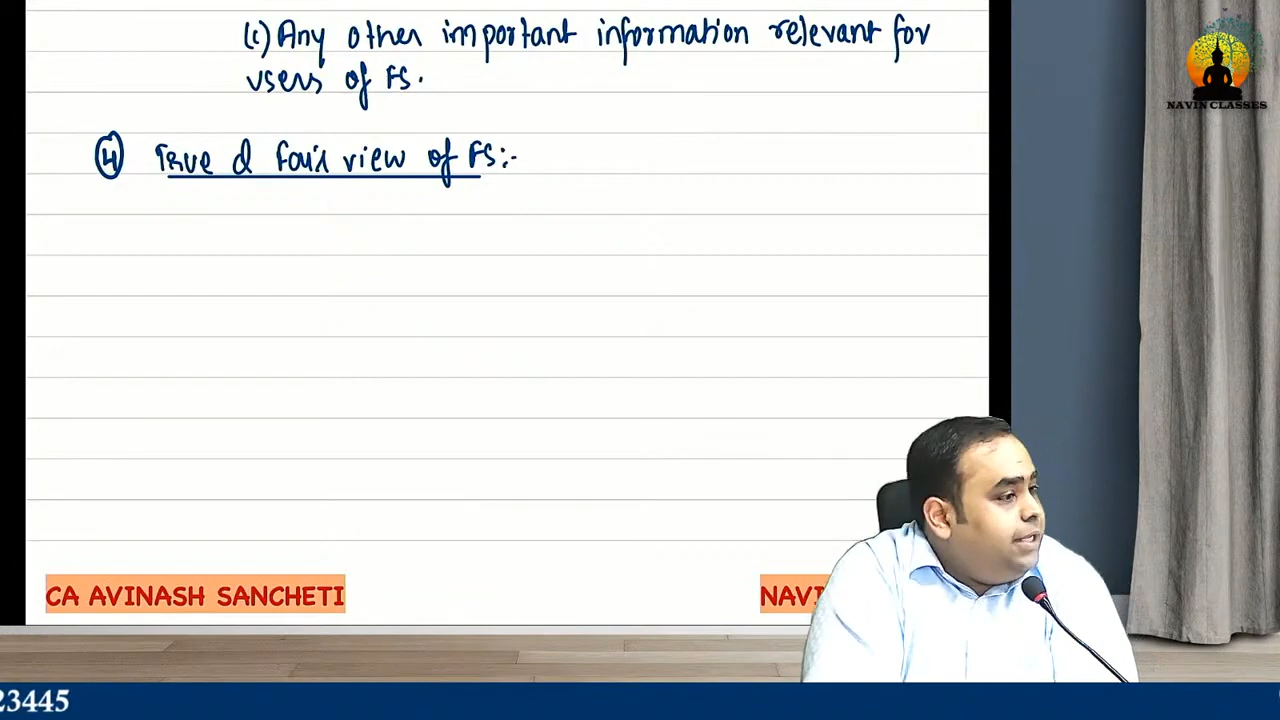 (c) Any other important information relevant for
users of FS.
NAVIN CLASSES
④ True & Fair view of FS:-
CA AVINASH SANCHETI
NAVI
23445